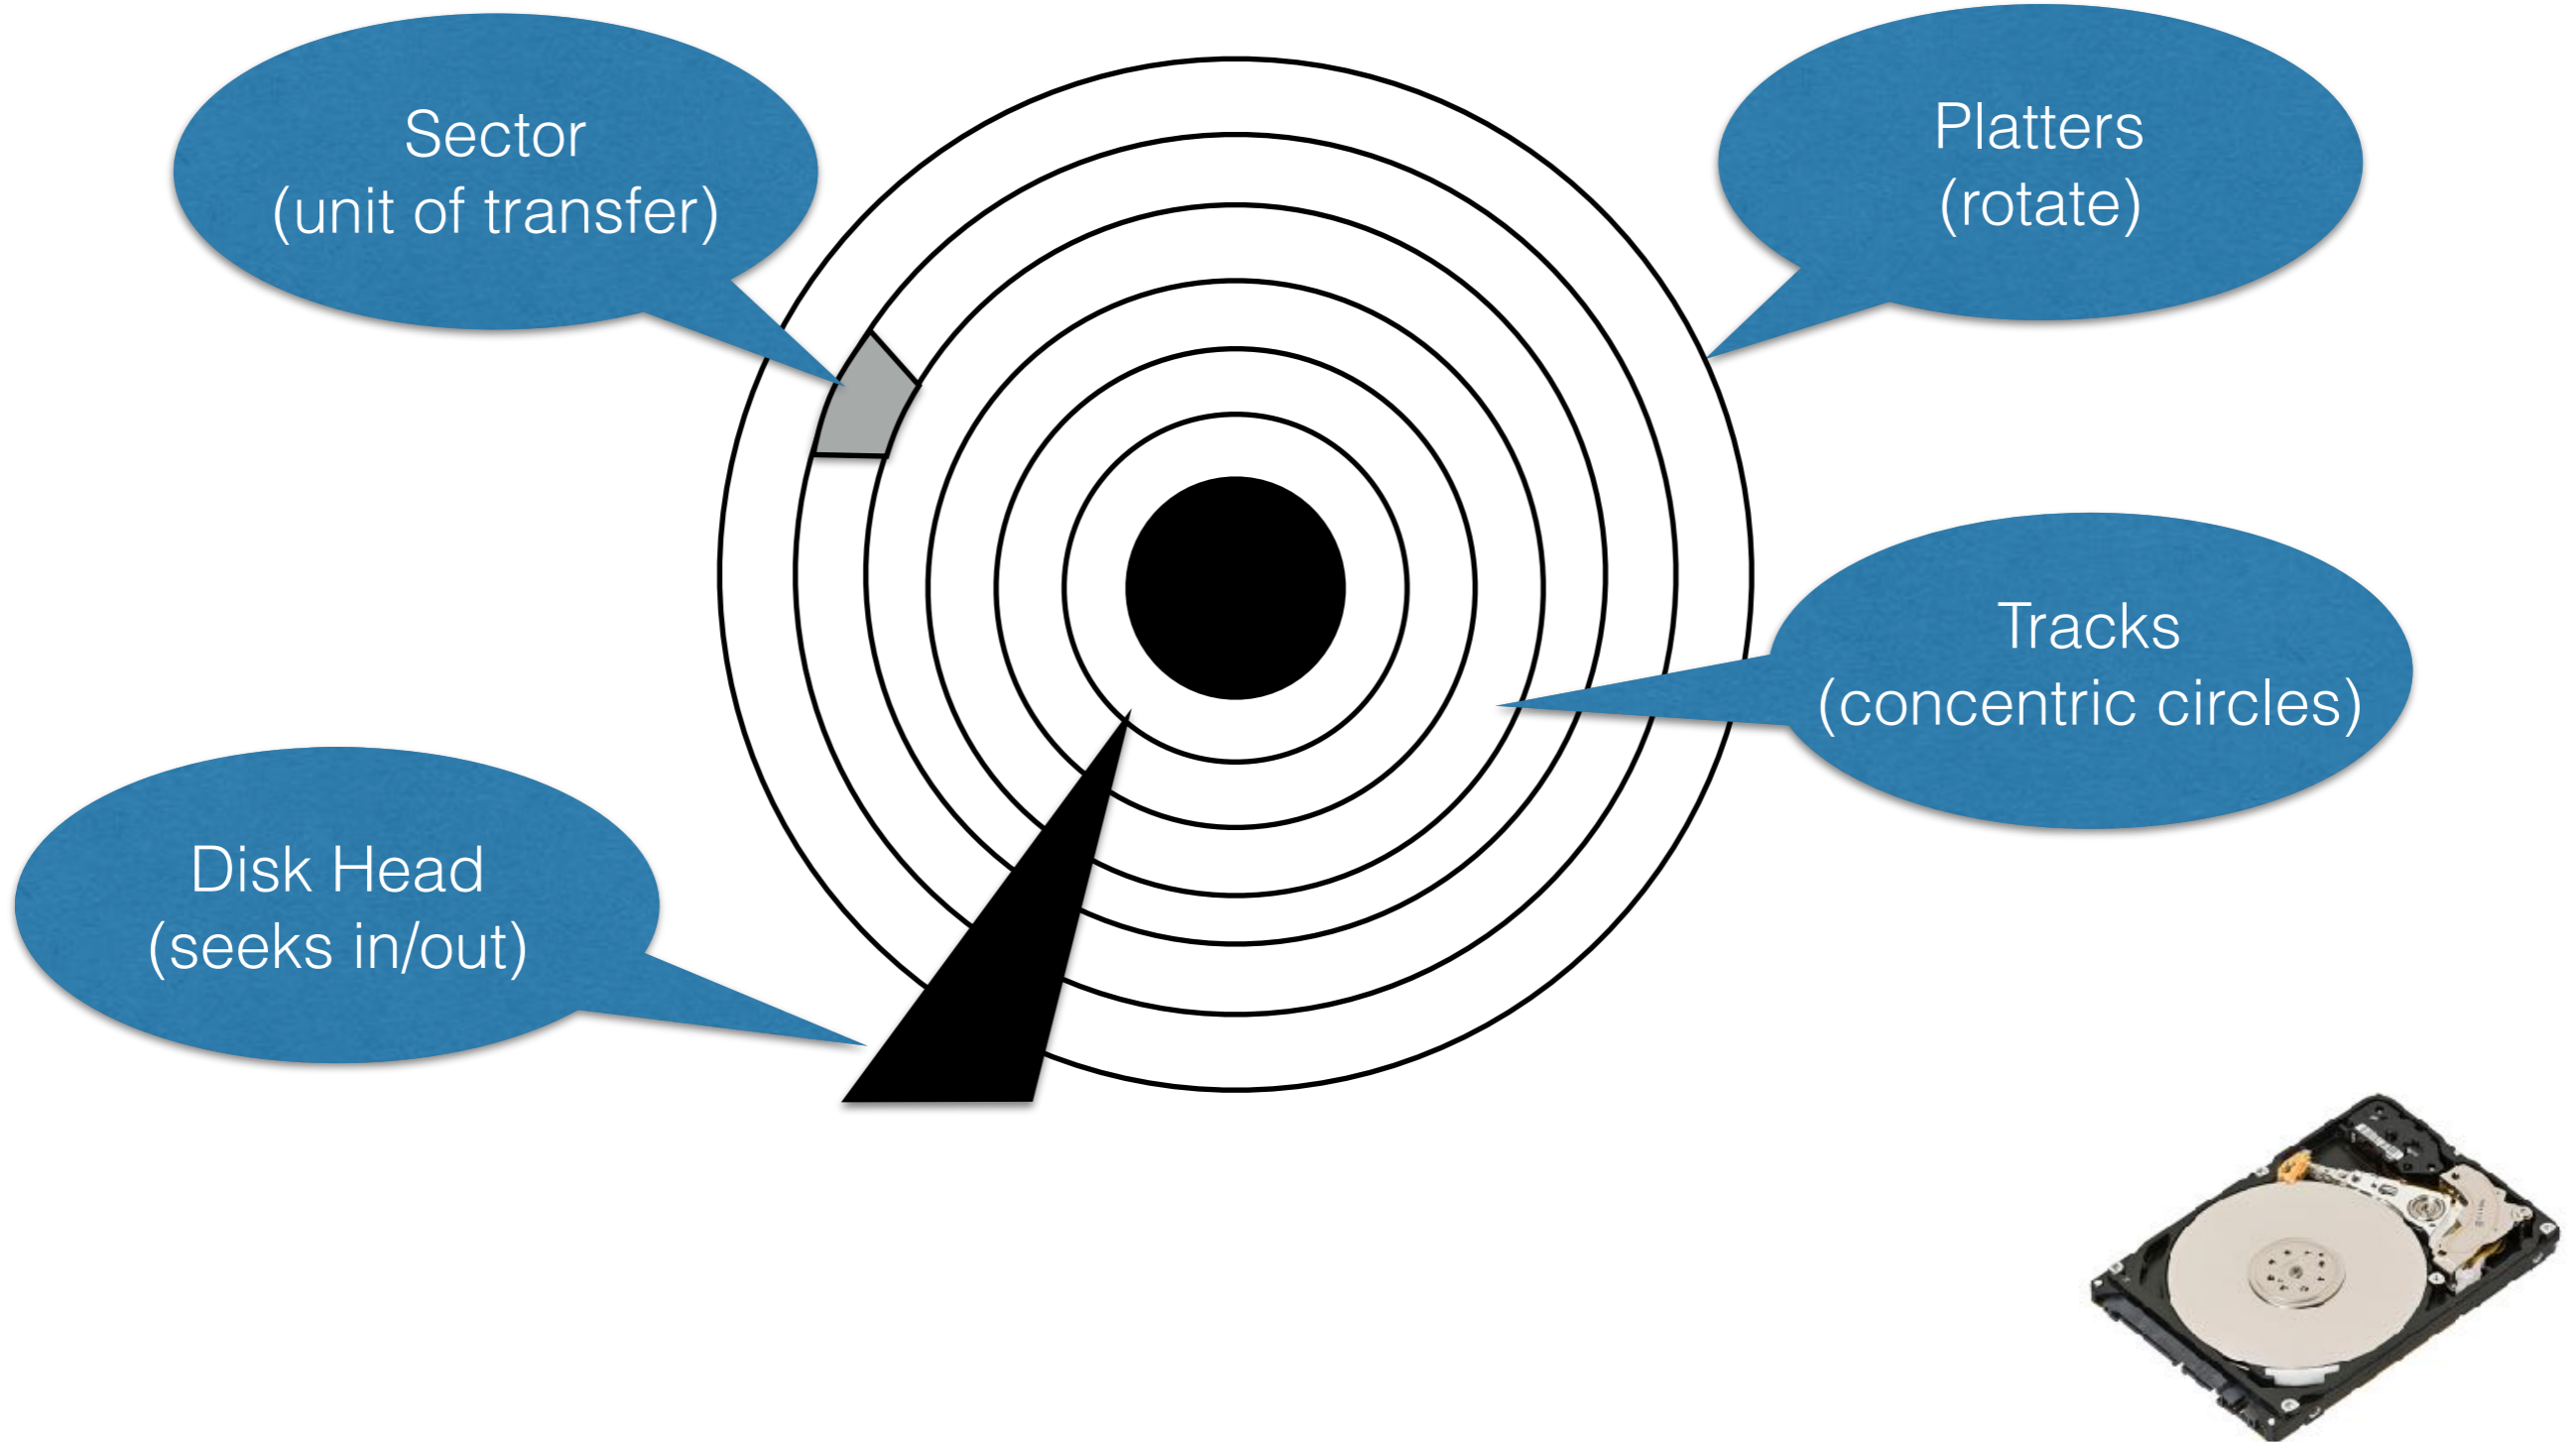 Sector
(unit of transfer)
Platters
(rotate)
Tracks
(concentric circles)
Disk Head
(seeks in/out)